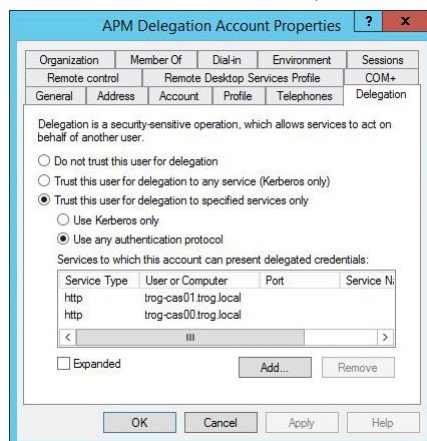 APM Delegation Account Properties ? x
Organization Member Of Dial-in Environment Sessions
Remote control Remote Desktop Services Profile COM+
General Address Account Profile Telephones Delegation
Delegation is a security-sensitive operation, which allows services to act on
behalf of another user.
Do not trust this user for delegation
Trust this user for delegation to any service (Kerberos only)
Trust this user for delegation to specified services only
Use Kerberos only
Use any authentication protocol
Services to which this account can present delegated credentials:
Service Type User or Computer Port Service Na
http trog-cas01.trog.local
http trog-cas00.trog.local
Expanded Add... Remove
OK Cancel Apply Help